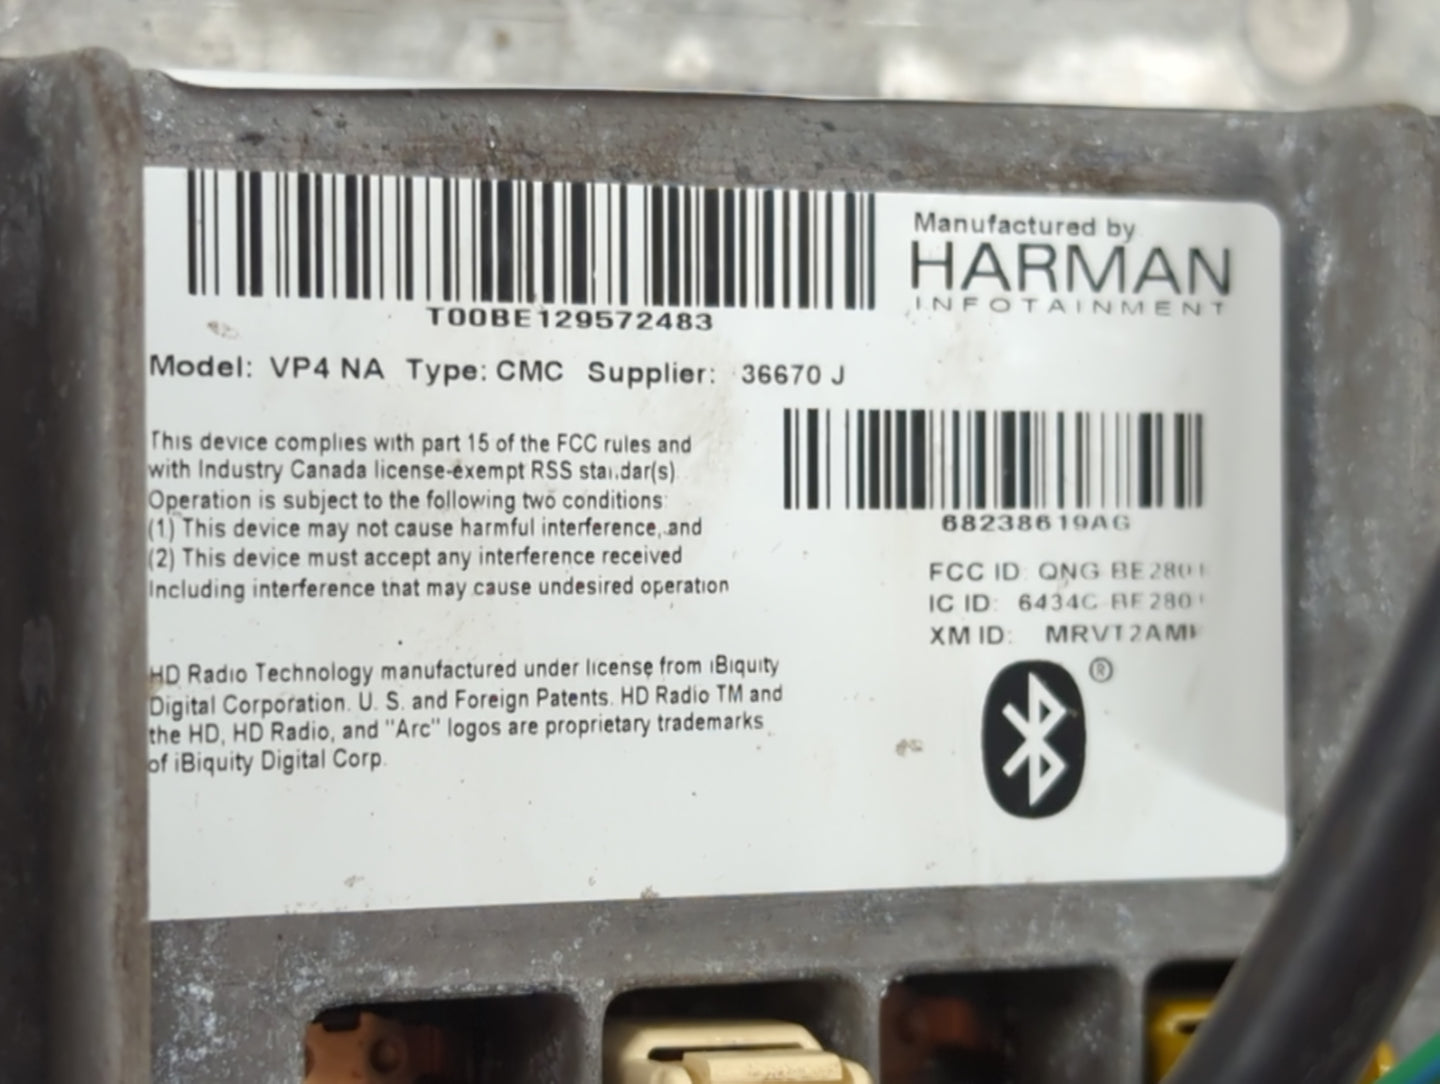 T00BE129572483
Manufactured by
HARMAN
INFOTAINMENT
Model: VP4 NA Type: CMC Supplier: 36670 J
This device complies with part 15 of the FCC rules and
with Industry Canada license-exempt RSS
Operation is subject to the following two conditions:
(1) This device may not cause harmful interference, and
(2) This device must accept any interference received
Including interference that may cause undesired operation
68238619AG
FCC ID: QNG BE2801
IC ID: 6434C-BE2801
XM ID:
HD Radio Technology manufactured under license from iBiquity
Digital Corporation. U. S. and Foreign Patents. HD Radio TM and
the HD, HD Radio, and "Arc" logos are proprietary trademarks
of iBiquity Digital Corp.
®